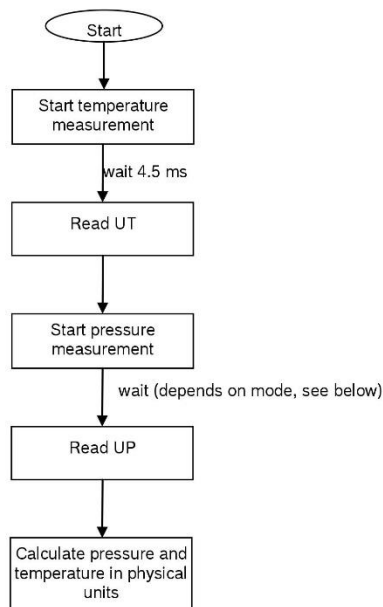 Start
Start temperature
measurement
wait 4.5 ms
Read UT
Start pressure
measurement
wait (depends on mode, see below)
Read UP
Calculate pressure and
temperature in physical
units